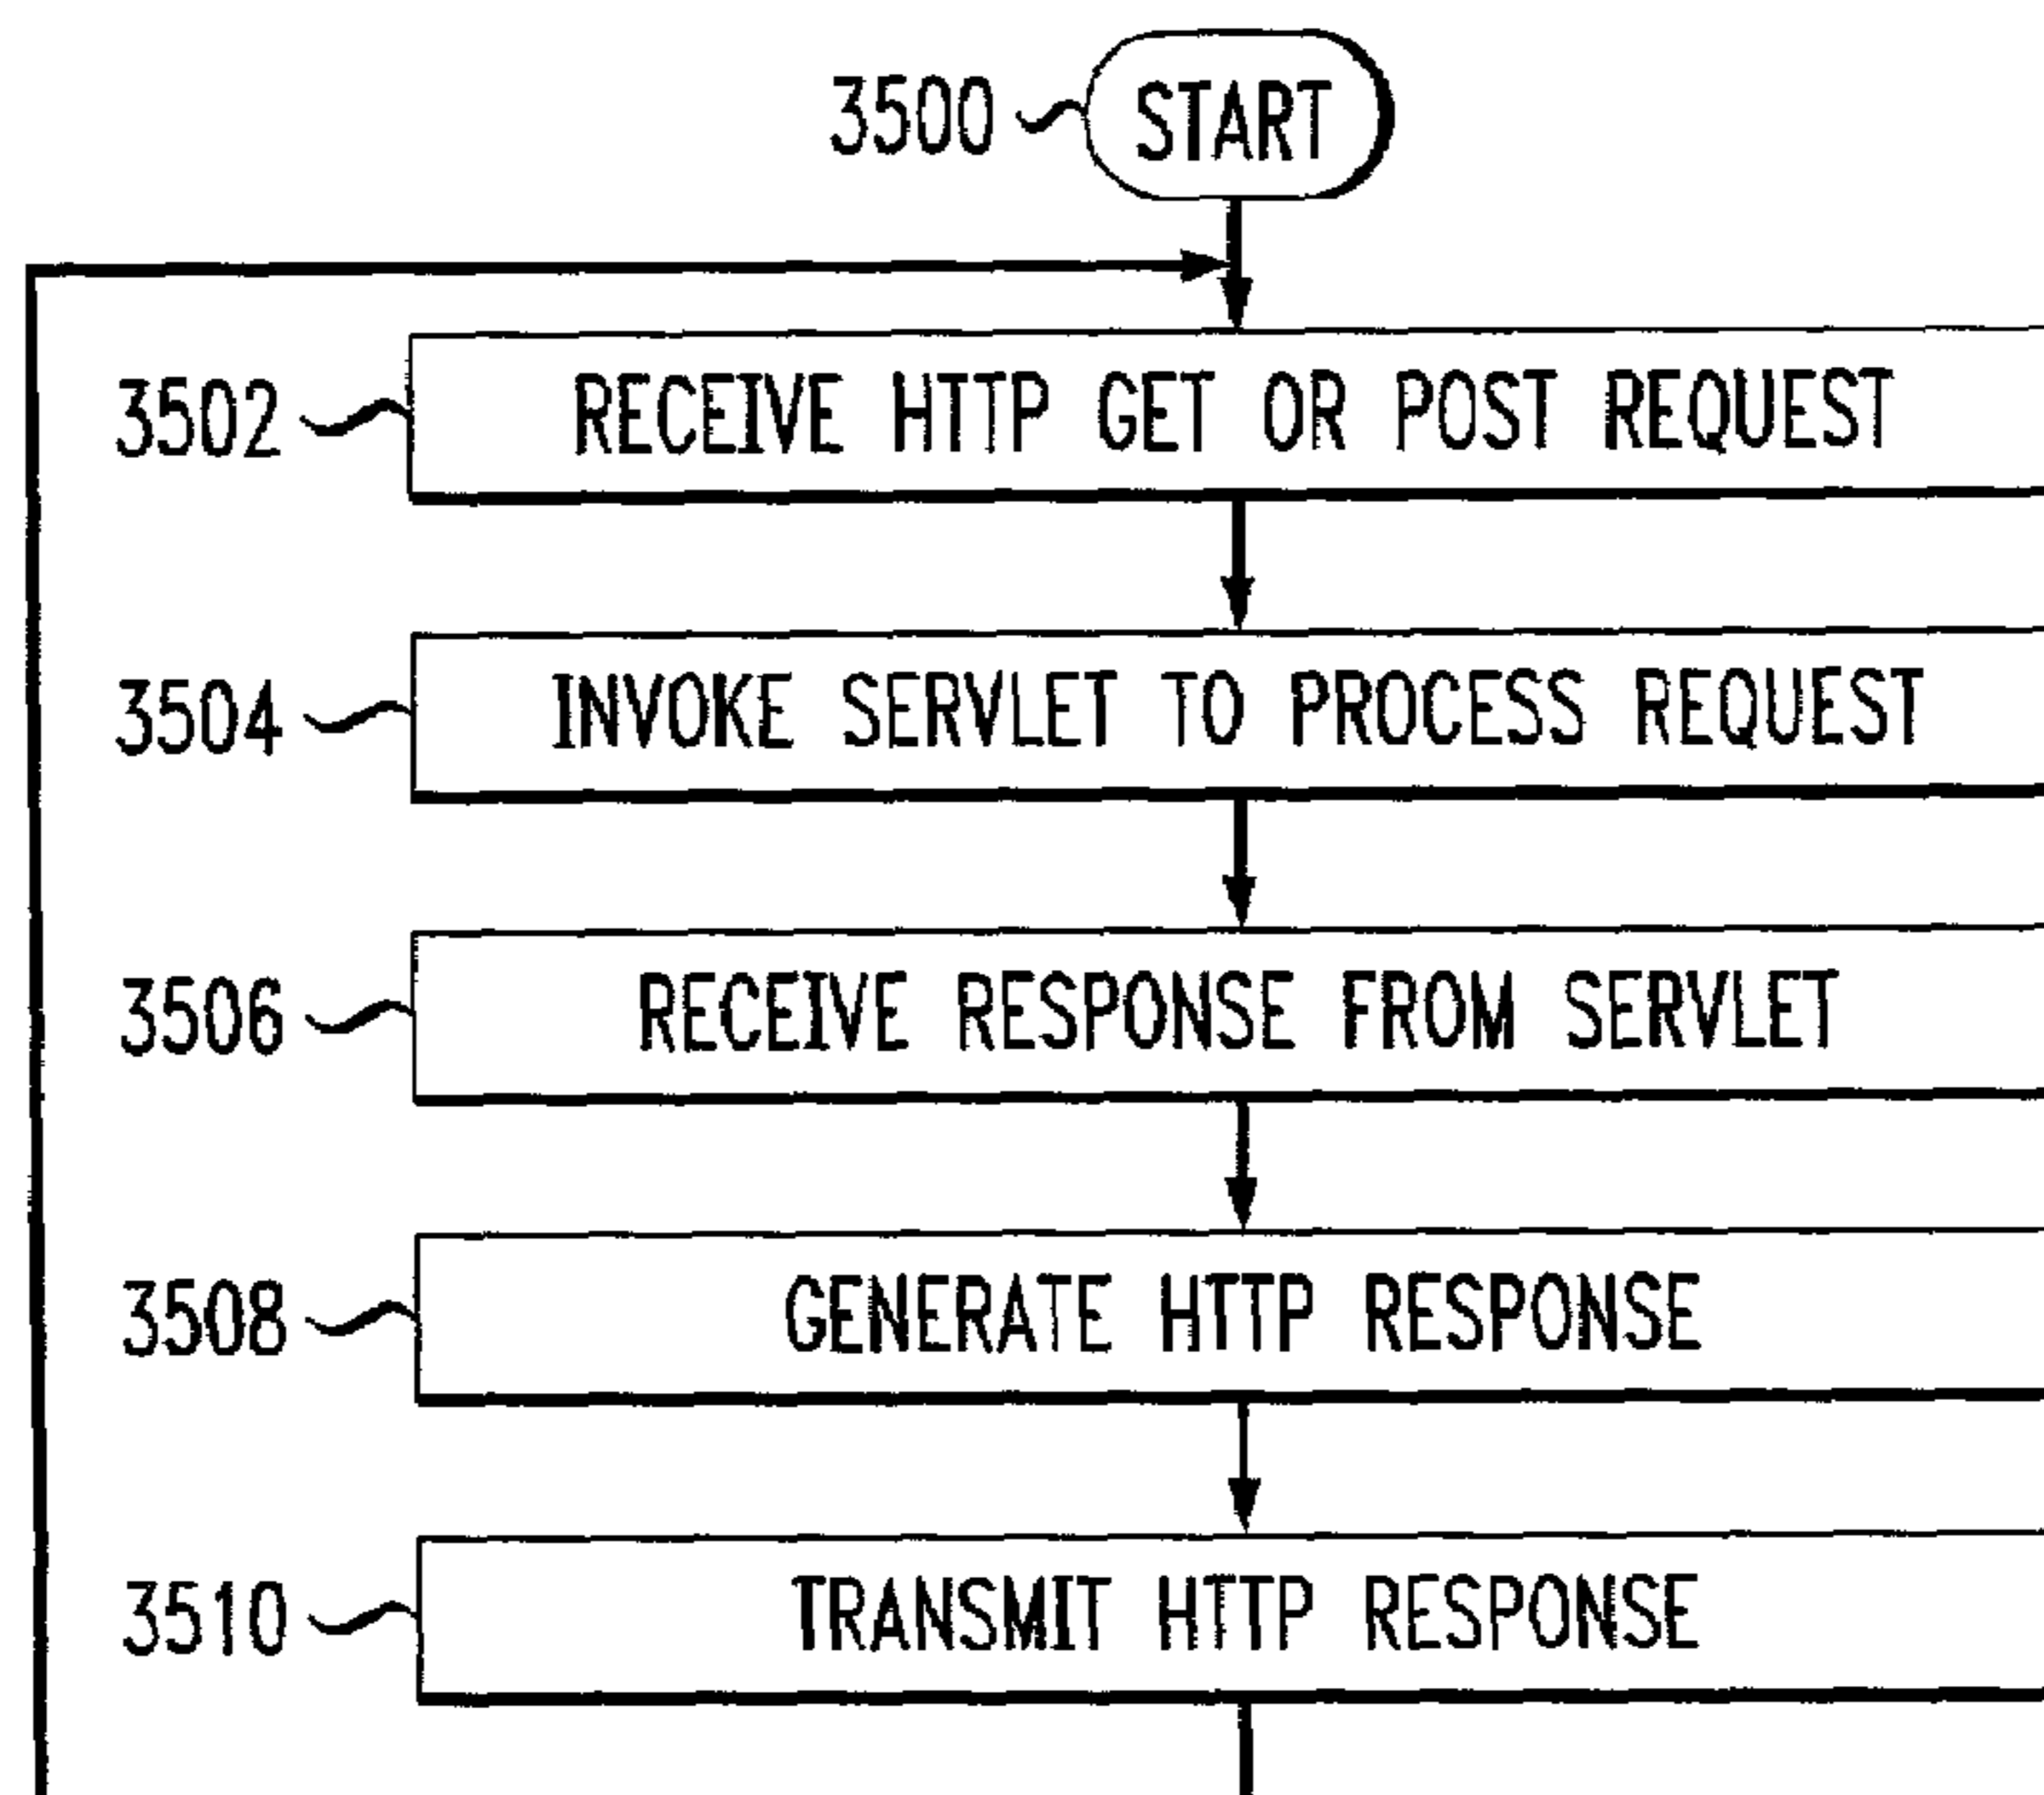 3500 START
3502 RECEIVE HTTP GET OR POST REQUEST
3504 INVOKE SERVLET TO PROCESS REQUEST
3506 RECEIVE RESPONSE FROM SERVLET
3508 GENERATE HTTP RESPONSE
3510 TRANSMIT HTTP RESPONSE